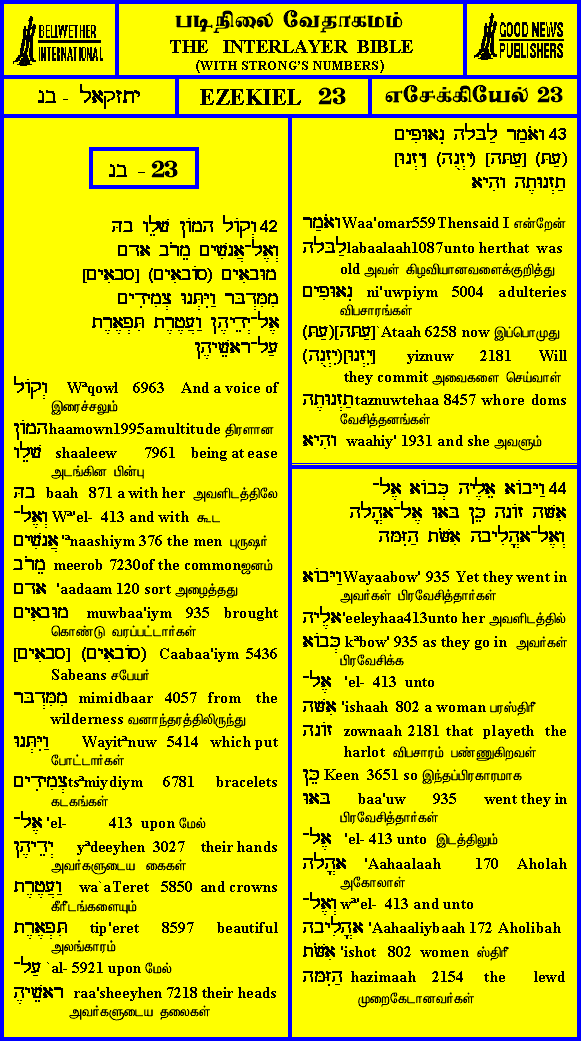 BELLWETHER
INTERNATIONAL
படிநிலை வேதாகமம்
THE INTERLAYER BIBLE
(WITH STRONG'S NUMBERS)
GOOD NEWS
PUBLISHERS
יחזקאל - בנ
EZEKIEL 23
எசேக்கியேல் 23
בנ - 23
42 וְקוֹל הָמוֹן שָׁלֵו בָהּ
וְאֶל־אֲנָשִׁים מֵרֹב אָדָם
מוּבָאִים (סוֹבָאִים) [סבאים]
מִמִּדְבָּר וַיִּתְּנוּ צְמִידִים
אֶל־יְדֵיהֶן וַעֲטֶרֶת תִּפְאֶרֶת
עַל־רָאשֵׁיהֶן
וְקוֹל Wªqowl 6963 And a voice of
இரைச்சலும்
הָמוֹן haamown1995amultitude திரளான
שָׁלֵו shaaleew 7961 being at ease
அடங்கின பின்பு
בָהּ baah 871 a with her அவளிடத்திலே
וְאֶל־ Wª'el- 413 and with கூட
אֲנָשִׁים 'ªnaashiym 376 the men புருஷர்
מֵרֹב meerob 7230of the commonஜனம்
אָדָם 'aadaam 120 sort அழைத்தது
מוּבָאִים muwbaa'iym 935 brought
கொண்டு வரப்பட்டார்கள்
[סבאים] (סוֹבָאִים) Caabaa'iym 5436
Sabeans சபேயர்
מִמִּדְבָּר mimidbaar 4057 from the
wilderness வனாந்தரத்திலிருந்து
וַיִּתְּנוּ Wayitªnuw 5414 which put
போட்டார்கள்
צְמִידִים tsªmiydiym 6781 bracelets
கடகங்கள்
אֶל־ 'el- 413 upon மேல்
יְדֵיהֶן yªdeeyhen 3027 their hands
அவர்களுடைய கைகள்
וַעֲטֶרֶת wa`aTeret 5850 and crowns
கிரீடங்களையும்
תִּפְאֶרֶת tip'eret 8597 beautiful
அலங்காரம்
עַל־ `al- 5921 upon மேல்
רָאשֵׁיהֶ raa'sheeyhen 7218 their heads
அவர்களுடைய தலைகள்
43 וָאֹמַר לַבָּלָה נִאוּפִים
(עַתָּ) [עַתָּה] (יִזְנֶה) [יִזְנוּ]
תַזְנוּתֶהָ וָהִיא
וָאֹמַר Waa'omar559 Thensaid I என்றேன்
לַבָּלָה labaalaah1087unto herthat was
old அவள் கிழவியானவளைக்குறித்து
נִאוּפִים ni'uwpiym 5004 adulteries
விபசாரங்கள்
(עַתָּ)[עַתָּה] `Ataah 6258 now இப்பொழுது
(יִזְנֶה)[יִזְנוּ] yiznuw 2181 Will
they commit அவைகளை செய்வாள்
תַזְנוּתֶהָ taznuwtehaa 8457 whore doms
வேசித்தனங்கள்
וָהִיא waahiy' 1931 and she அவளும்
44 וַיָּבוֹא אֵלֶיהָ כְּבוֹא אֶל־
אִשָּׁה זוֹנָה כֵּן בָּאוּ אֶל־אָהֳלָה
וְאֶל־אָהֳלִיבָה אִשֹּׁת הַזִּמָּה
וַיָּבוֹא Wayaabow' 935 Yet they went in
அவர்கள் பிரவேசித்தார்கள்
אֵלֶיהָ 'eeleyhaa413unto her அவளிடத்தில்
כְּבוֹא kªbow' 935 as they go in அவர்கள்
பிரவேசிக்க
אֶל־ 'el- 413 unto
אִשָּׁה 'ishaah 802 a woman பரஸ்திரீ
זוֹנָה zownaah 2181 that playeth the
harlot விபசாரம் பண்ணுகிறவள்
כֵּן Keen 3651 so இந்தப்பிரகாரமாக
בָּאוּ baa'uw 935 went they in
பிரவேசித்தார்கள்
אֶל־ 'el- 413 unto இடத்திலும்
אָהֳלָה 'Aahaalaah 170 Aholah
அகோலாள்
וְאֶל־ wª'el- 413 and unto
אָהֳלִיבָה 'Aahaaliybaah 172 Aholibah
אִשֹּׁת 'ishot 802 women ஸ்திரீ
הַזִּמָּה hazimaah 2154 the lewd
முறைகேடானவர்கள்